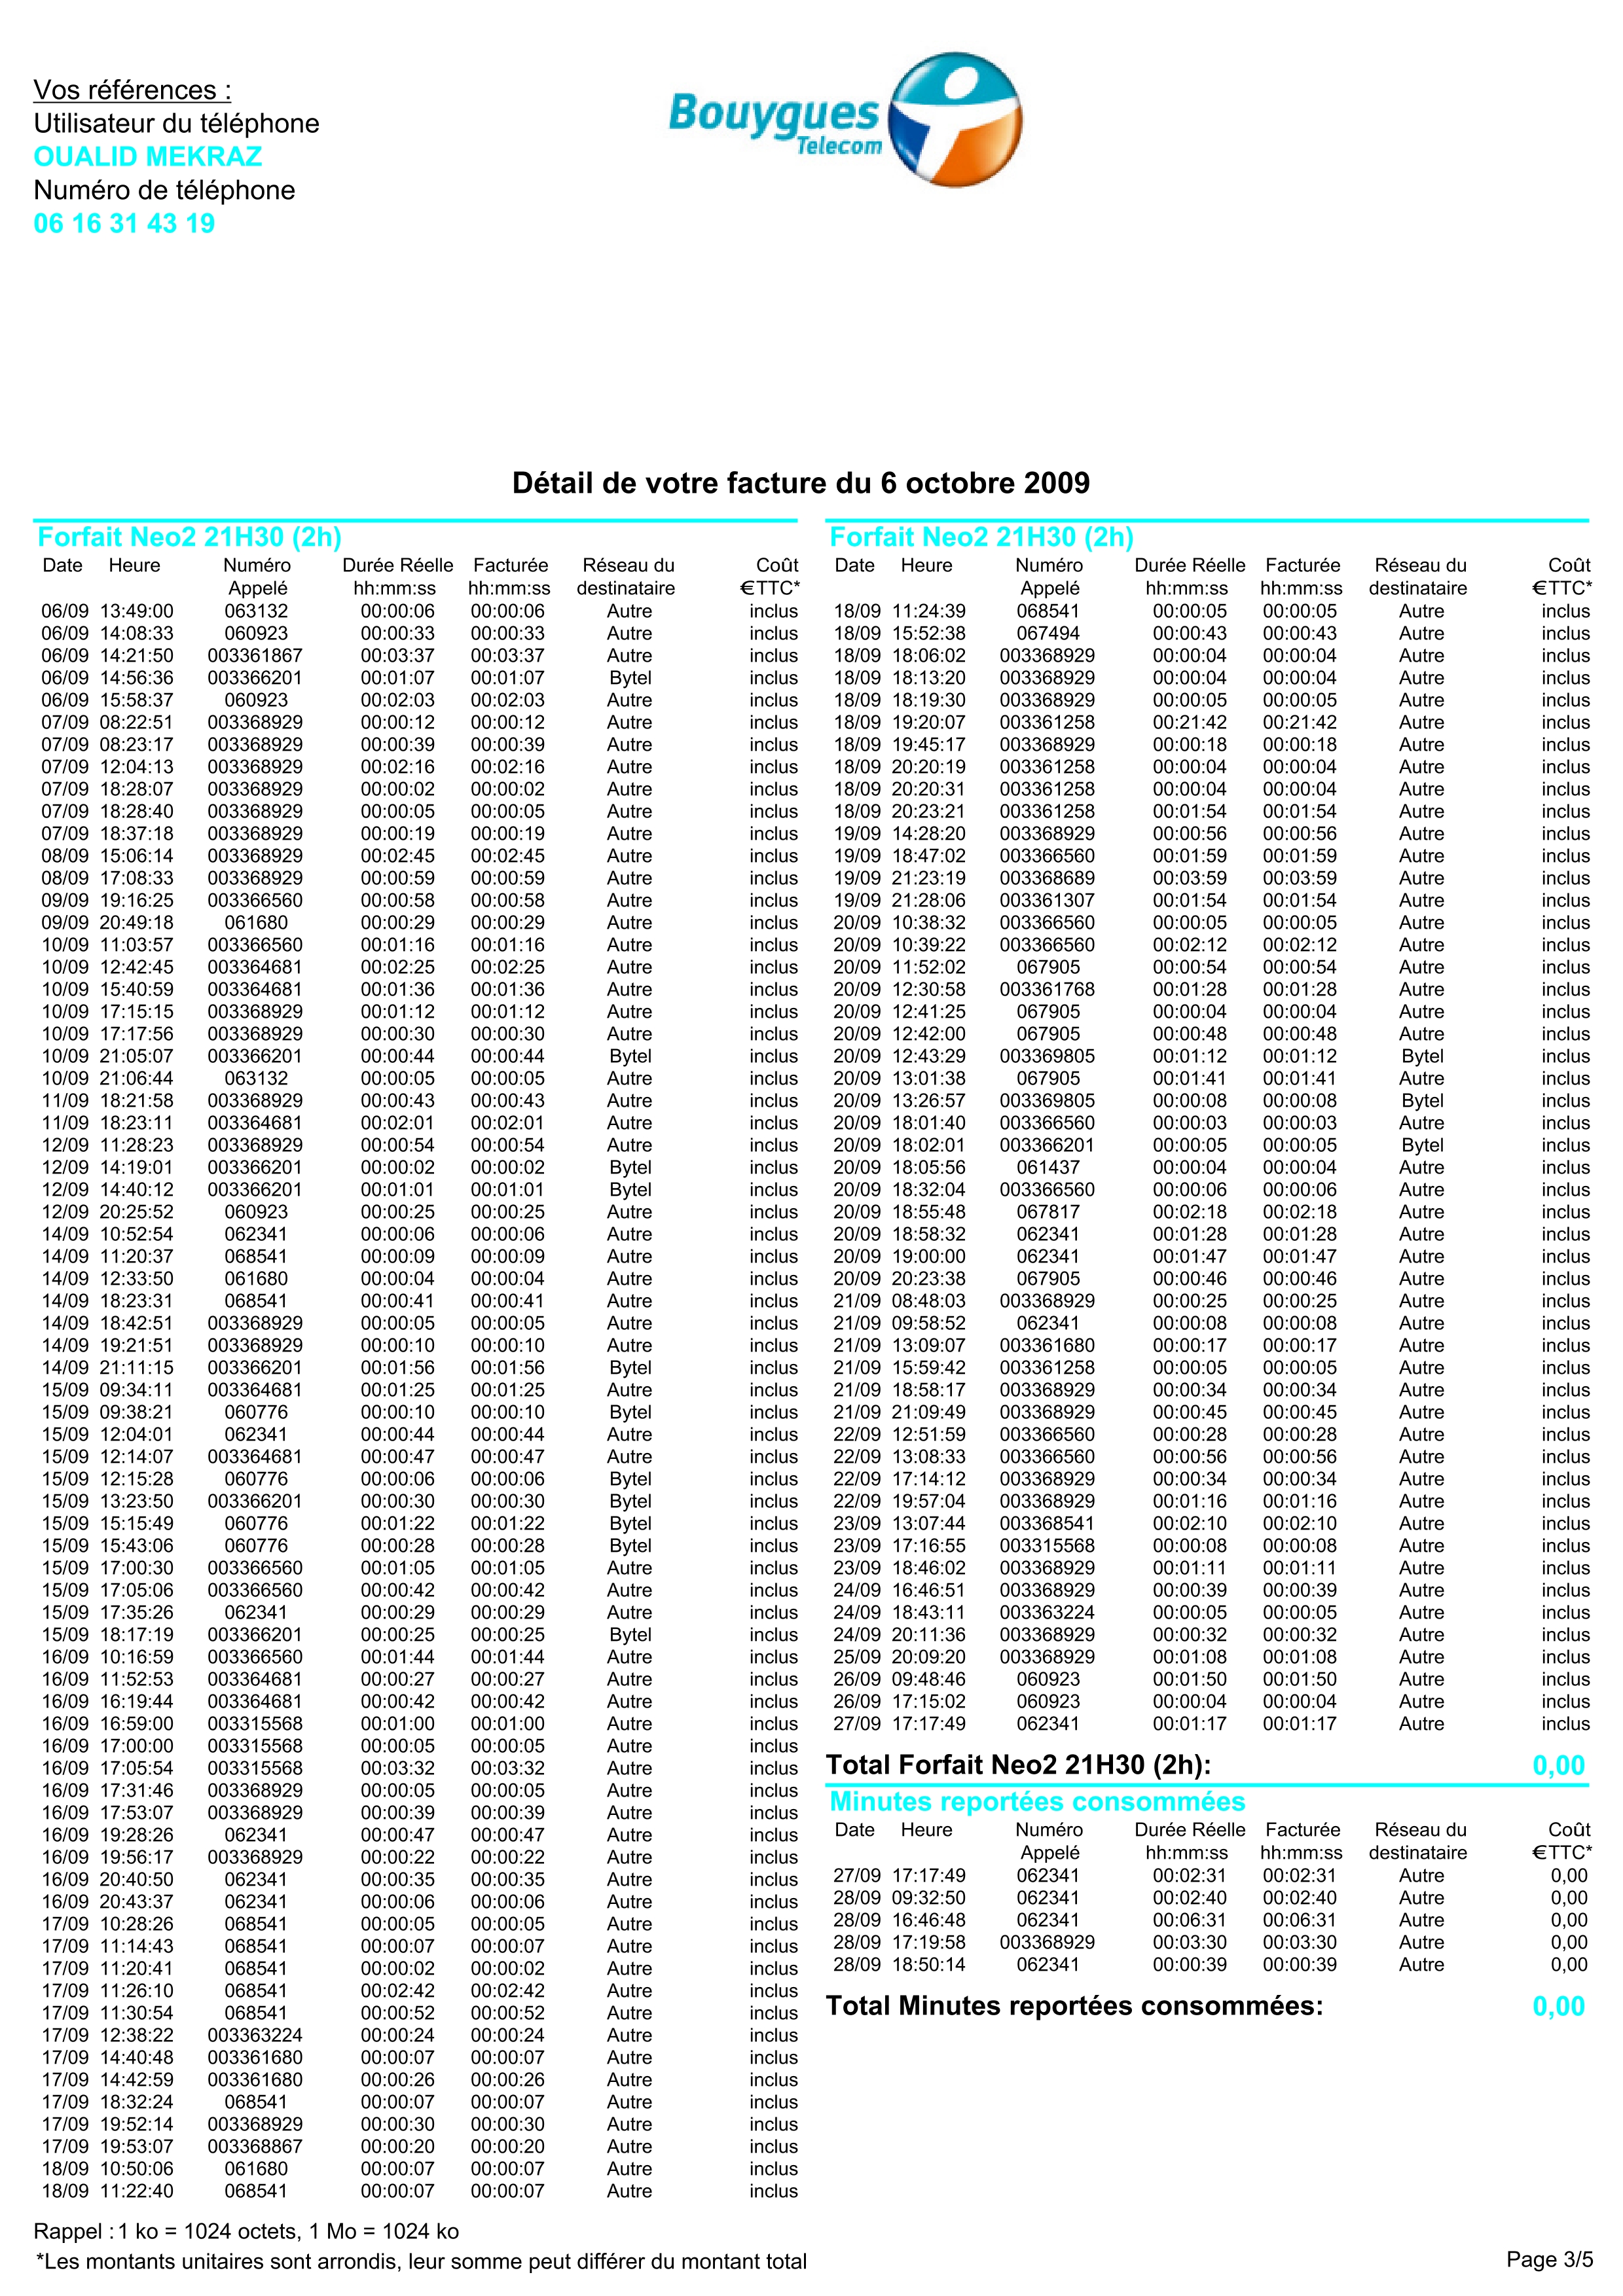 Vos références :
Utilisateur du téléphone
OUALID MEKRAZ
Numéro de téléphone
06 16 31 43 19
Bouygues
Telecom
Détail de votre facture du 6 octobre 2009
Forfait Neo2 21H30 (2h)
Date Heure Numéro Durée Réelle Facturée Réseau du Coût
Appelé hh:mm:ss hh:mm:ss destinataire €TTC*
06/09 13:49:00 063132 00:00:06 00:00:06 Autre inclus
06/09 14:08:33 060923 00:00:33 00:00:33 Autre inclus
06/09 14:21:50 003361867 00:03:37 00:03:37 Autre inclus
06/09 14:56:36 003366201 00:01:07 00:01:07 Bytel inclus
06/09 15:58:37 060923 00:02:03 00:02:03 Autre inclus
07/09 08:22:51 003368929 00:00:12 00:00:12 Autre inclus
07/09 08:23:17 003368929 00:00:39 00:00:39 Autre inclus
07/09 12:04:13 003368929 00:02:16 00:02:16 Autre inclus
07/09 18:28:07 003368929 00:00:02 00:00:02 Autre inclus
07/09 18:28:40 003368929 00:00:05 00:00:05 Autre inclus
07/09 18:37:18 003368929 00:00:19 00:00:19 Autre inclus
08/09 15:06:14 003368929 00:02:45 00:02:45 Autre inclus
08/09 17:08:33 003368929 00:00:59 00:00:59 Autre inclus
09/09 19:16:25 003366560 00:00:58 00:00:58 Autre inclus
09/09 20:49:18 061680 00:00:29 00:00:29 Autre inclus
10/09 11:03:57 003366560 00:01:16 00:01:16 Autre inclus
10/09 12:42:45 003364681 00:02:25 00:02:25 Autre inclus
10/09 15:40:59 003364681 00:01:36 00:01:36 Autre inclus
10/09 17:15:15 003368929 00:01:12 00:01:12 Autre inclus
10/09 17:17:56 003368929 00:00:30 00:00:30 Autre inclus
10/09 21:05:07 003366201 00:00:44 00:00:44 Bytel inclus
10/09 21:06:44 063132 00:00:05 00:00:05 Autre inclus
11/09 18:21:58 003368929 00:00:43 00:00:43 Autre inclus
11/09 18:23:11 003364681 00:02:01 00:02:01 Autre inclus
12/09 11:28:23 003368929 00:00:54 00:00:54 Autre inclus
12/09 14:19:01 003366201 00:00:02 00:00:02 Bytel inclus
12/09 14:40:12 003366201 00:01:01 00:01:01 Bytel inclus
12/09 20:25:52 060923 00:00:25 00:00:25 Autre inclus
14/09 10:52:54 062341 00:00:06 00:00:06 Autre inclus
14/09 11:20:37 068541 00:00:09 00:00:09 Autre inclus
14/09 12:33:50 061680 00:00:04 00:00:04 Autre inclus
14/09 18:23:31 068541 00:00:41 00:00:41 Autre inclus
14/09 18:42:51 003368929 00:00:05 00:00:05 Autre inclus
14/09 19:21:51 003368929 00:00:10 00:00:10 Autre inclus
14/09 21:11:15 003366201 00:01:56 00:01:56 Bytel inclus
15/09 09:34:11 003364681 00:01:25 00:01:25 Autre inclus
15/09 09:38:21 060776 00:00:10 00:00:10 Bytel inclus
15/09 12:04:01 062341 00:00:44 00:00:44 Autre inclus
15/09 12:14:07 003364681 00:00:47 00:00:47 Autre inclus
15/09 12:15:28 060776 00:00:06 00:00:06 Bytel inclus
15/09 13:23:50 003366201 00:00:30 00:00:30 Bytel inclus
15/09 15:15:49 060776 00:01:22 00:01:22 Bytel inclus
15/09 15:43:06 060776 00:00:28 00:00:28 Bytel inclus
15/09 17:00:30 003366560 00:01:05 00:01:05 Autre inclus
15/09 17:05:06 003366560 00:00:42 00:00:42 Autre inclus
15/09 17:35:26 062341 00:00:29 00:00:29 Autre inclus
15/09 18:17:19 003366201 00:00:25 00:00:25 Bytel inclus
16/09 10:16:59 003366560 00:01:44 00:01:44 Autre inclus
16/09 11:52:53 003364681 00:00:27 00:00:27 Autre inclus
16/09 16:19:44 003364681 00:00:42 00:00:42 Autre inclus
16/09 16:59:00 003315568 00:01:00 00:01:00 Autre inclus
16/09 17:00:00 003315568 00:00:05 00:00:05 Autre inclus
16/09 17:05:54 003315568 00:03:32 00:03:32 Autre inclus
16/09 17:31:46 003368929 00:00:05 00:00:05 Autre inclus
16/09 17:53:07 003368929 00:00:39 00:00:39 Autre inclus
16/09 19:28:26 062341 00:00:47 00:00:47 Autre inclus
16/09 19:56:17 003368929 00:00:22 00:00:22 Autre inclus
16/09 20:40:50 062341 00:00:35 00:00:35 Autre inclus
16/09 20:43:37 062341 00:00:06 00:00:06 Autre inclus
17/09 10:28:26 068541 00:00:05 00:00:05 Autre inclus
17/09 11:14:43 068541 00:00:07 00:00:07 Autre inclus
17/09 11:20:41 068541 00:00:02 00:00:02 Autre inclus
17/09 11:26:10 068541 00:02:42 00:02:42 Autre inclus
17/09 11:30:54 068541 00:00:52 00:00:52 Autre inclus
17/09 12:38:22 003363224 00:00:24 00:00:24 Autre inclus
17/09 14:40:48 003361680 00:00:07 00:00:07 Autre inclus
17/09 14:42:59 003361680 00:00:26 00:00:26 Autre inclus
17/09 18:32:24 068541 00:00:07 00:00:07 Autre inclus
17/09 19:52:14 003368929 00:00:30 00:00:30 Autre inclus
17/09 19:53:07 003368867 00:00:20 00:00:20 Autre inclus
18/09 10:50:06 061680 00:00:07 00:00:07 Autre inclus
18/09 11:22:40 068541 00:00:07 00:00:07 Autre inclus
Forfait Neo2 21H30 (2h)
Date Heure Numéro Durée Réelle Facturée Réseau du Coût
Appelé hh:mm:ss hh:mm:ss destinataire €TTC*
18/09 11:24:39 068541 00:00:05 00:00:05 Autre inclus
18/09 15:52:38 067494 00:00:43 00:00:43 Autre inclus
18/09 18:06:02 003368929 00:00:04 00:00:04 Autre inclus
18/09 18:13:20 003368929 00:00:04 00:00:04 Autre inclus
18/09 18:19:30 003368929 00:00:05 00:00:05 Autre inclus
18/09 19:20:07 003361258 00:21:42 00:21:42 Autre inclus
18/09 19:45:17 003368929 00:00:18 00:00:18 Autre inclus
18/09 20:20:19 003361258 00:00:04 00:00:04 Autre inclus
18/09 20:20:31 003361258 00:00:04 00:00:04 Autre inclus
18/09 20:23:21 003361258 00:01:54 00:01:54 Autre inclus
19/09 14:28:20 003368929 00:00:56 00:00:56 Autre inclus
19/09 18:47:02 003366560 00:01:59 00:01:59 Autre inclus
19/09 21:23:19 003368689 00:03:59 00:03:59 Autre inclus
19/09 21:28:06 003361307 00:01:54 00:01:54 Autre inclus
20/09 10:38:32 003366560 00:00:05 00:00:05 Autre inclus
20/09 10:39:22 003366560 00:02:12 00:02:12 Autre inclus
20/09 11:52:02 067905 00:00:54 00:00:54 Autre inclus
20/09 12:30:58 003361768 00:01:28 00:01:28 Autre inclus
20/09 12:41:25 067905 00:00:04 00:00:04 Autre inclus
20/09 12:42:00 067905 00:00:48 00:00:48 Autre inclus
20/09 12:43:29 003369805 00:01:12 00:01:12 Bytel inclus
20/09 13:01:38 067905 00:01:41 00:01:41 Autre inclus
20/09 13:26:57 003369805 00:00:08 00:00:08 Bytel inclus
20/09 18:01:40 003366560 00:00:03 00:00:03 Autre inclus
20/09 18:02:01 003366201 00:00:05 00:00:05 Bytel inclus
20/09 18:05:56 061437 00:00:04 00:00:04 Autre inclus
20/09 18:32:04 003366560 00:00:06 00:00:06 Autre inclus
20/09 18:55:48 067817 00:02:18 00:02:18 Autre inclus
20/09 18:58:32 062341 00:01:28 00:01:28 Autre inclus
20/09 19:00:00 062341 00:01:47 00:01:47 Autre inclus
20/09 20:23:38 067905 00:00:46 00:00:46 Autre inclus
21/09 08:48:03 003368929 00:00:25 00:00:25 Autre inclus
21/09 09:58:52 062341 00:00:08 00:00:08 Autre inclus
21/09 13:09:07 003361680 00:00:17 00:00:17 Autre inclus
21/09 15:59:42 003361258 00:00:05 00:00:05 Autre inclus
21/09 18:58:17 003368929 00:00:34 00:00:34 Autre inclus
21/09 21:09:49 003368929 00:00:45 00:00:45 Autre inclus
22/09 12:51:59 003366560 00:00:28 00:00:28 Autre inclus
22/09 13:08:33 003366560 00:00:56 00:00:56 Autre inclus
22/09 17:14:12 003368929 00:00:34 00:00:34 Autre inclus
22/09 19:57:04 003368929 00:01:16 00:01:16 Autre inclus
23/09 13:07:44 003368541 00:02:10 00:02:10 Autre inclus
23/09 17:16:55 003315568 00:00:08 00:00:08 Autre inclus
23/09 18:46:02 003368929 00:01:11 00:01:11 Autre inclus
24/09 16:46:51 003368929 00:00:39 00:00:39 Autre inclus
24/09 18:43:11 003363224 00:00:05 00:00:05 Autre inclus
24/09 20:11:36 003368929 00:00:32 00:00:32 Autre inclus
25/09 20:09:20 003368929 00:01:08 00:01:08 Autre inclus
26/09 09:48:46 060923 00:01:50 00:01:50 Autre inclus
26/09 17:15:02 060923 00:00:04 00:00:04 Autre inclus
27/09 17:17:49 062341 00:01:17 00:01:17 Autre inclus
Total Forfait Neo2 21H30 (2h): 0,00
Minutes reportées consommées
Date Heure Numéro Durée Réelle Facturée Réseau du Coût
Appelé hh:mm:ss hh:mm:ss destinataire €TTC*
27/09 17:17:49 062341 00:02:31 00:02:31 Autre 0,00
28/09 09:32:50 062341 00:02:40 00:02:40 Autre 0,00
28/09 16:46:48 062341 00:06:31 00:06:31 Autre 0,00
28/09 17:19:58 003368929 00:03:30 00:03:30 Autre 0,00
28/09 18:50:14 062341 00:00:39 00:00:39 Autre 0,00
Total Minutes reportées consommées: 0,00
Rappel : 1 ko = 1024 octets, 1 Mo = 1024 ko
*Les montants unitaires sont arrondis, leur somme peut différer du montant total
Page 3/5